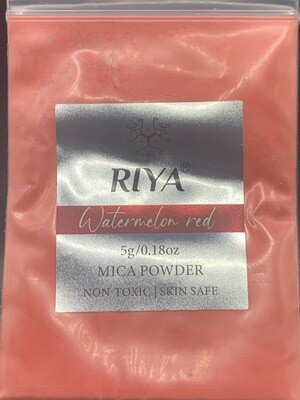 RIYA®
Watermelon red
5g/0.18oz
MICA POWDER
NON-TOXIC | SKIN SAFE